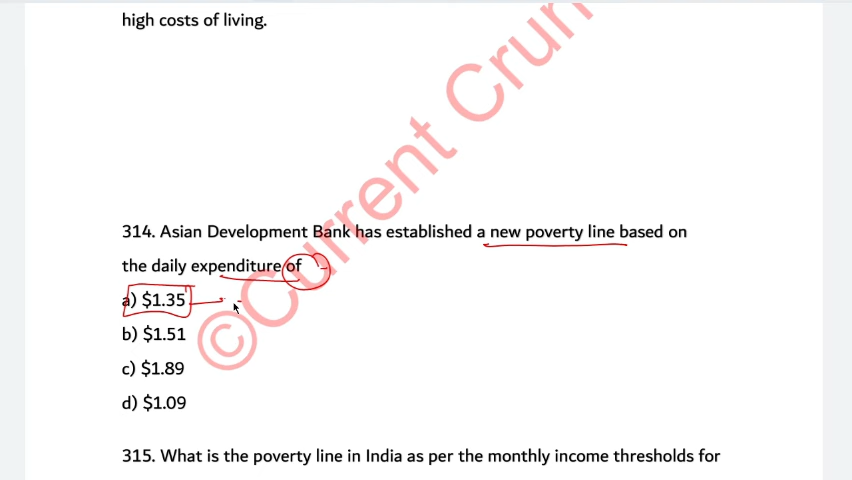 high costs of living.
©Current Crun
314. Asian Development Bank has established a new poverty line based on
the daily expenditure of
a) $1.35
b) $1.51
c) $1.89
d) $1.09
315. What is the poverty line in India as per the monthly income thresholds for